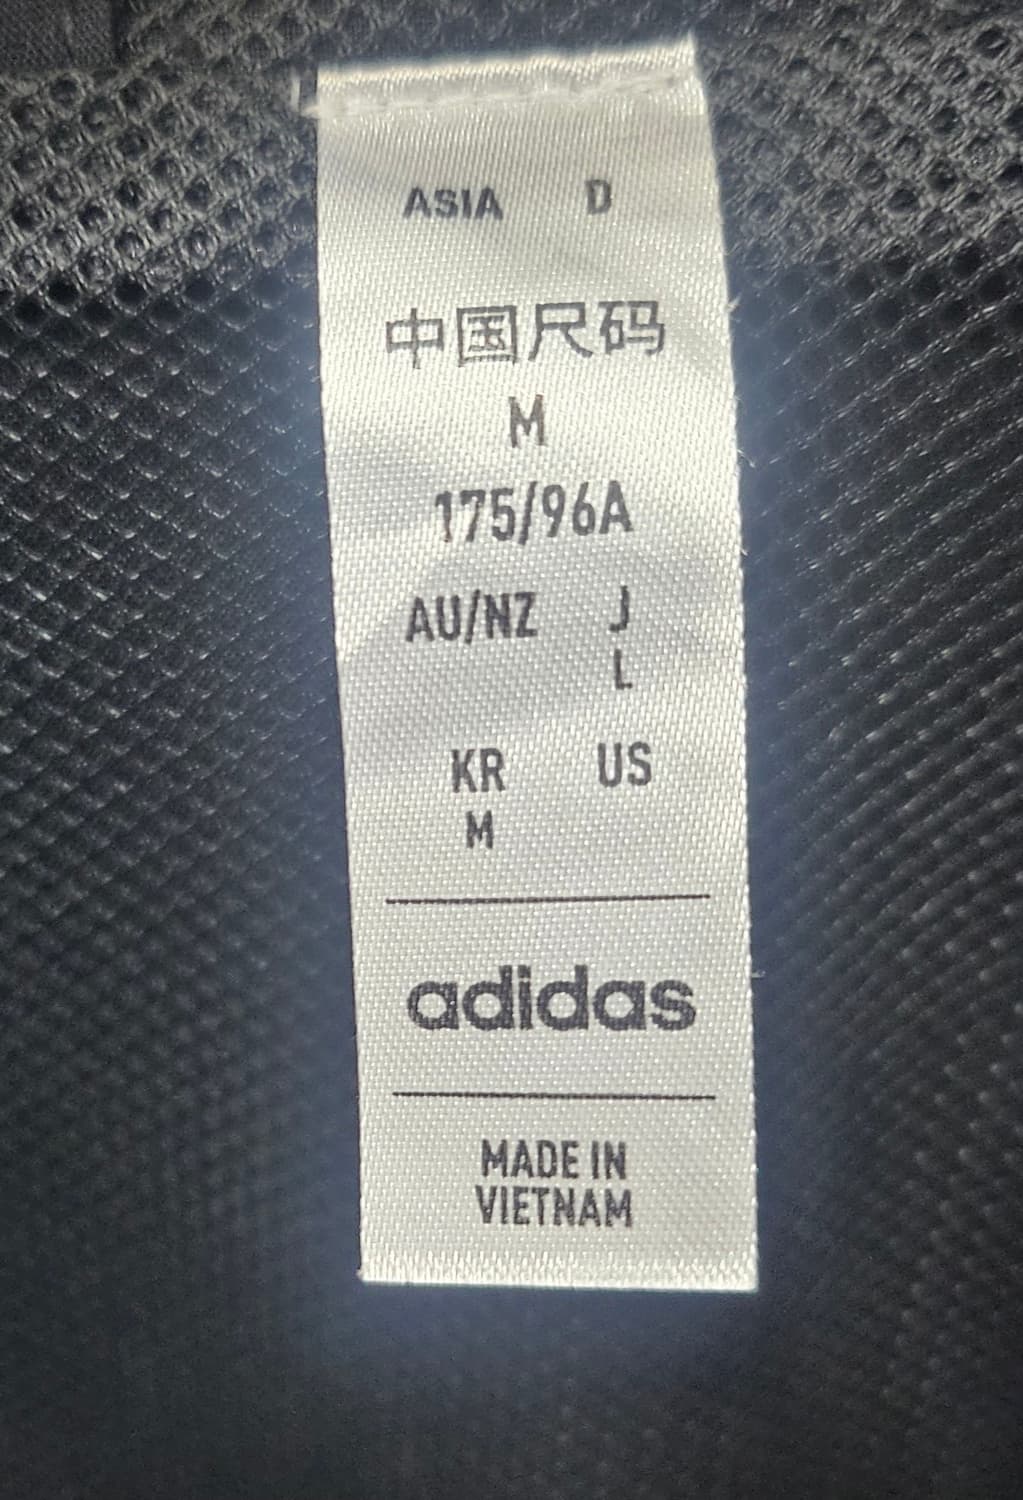 ASIA D
中国尺码
M
175/96A
AU/NZ J
L
KR US
M
adidas
MADE IN
VIETNAM